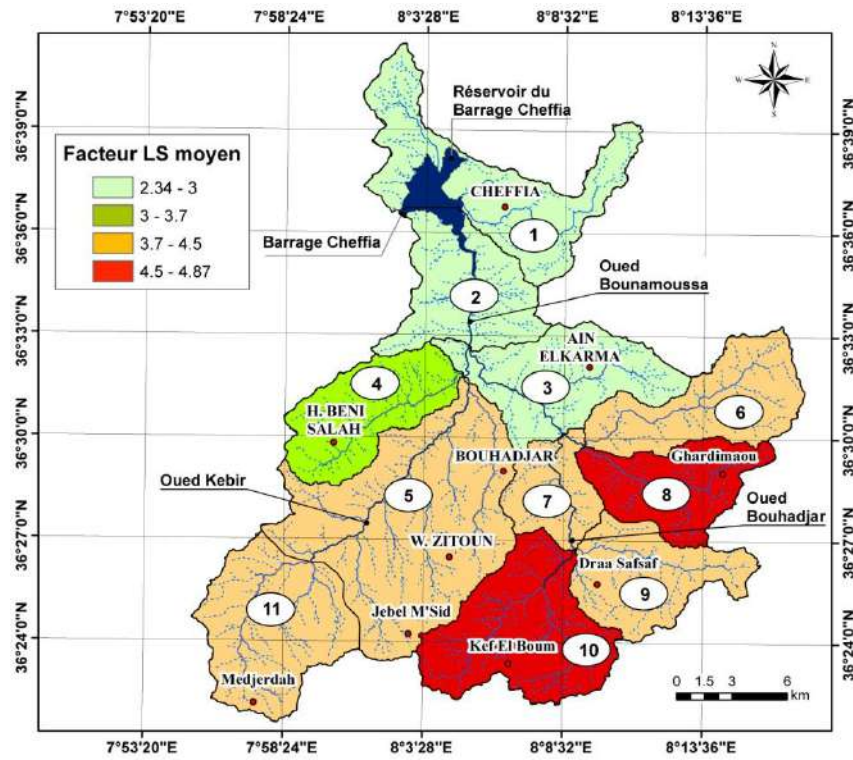 7°53'20"E 7°58'24"E 8°3'28"E 8°8'32"E 8°13'36"E
N
W E
S
36°39'0"N 36°39'0"N
Réservoir du
Barrage Cheffia
Facteur LS moyen
2.34 - 3
3 - 3.7
3.7 - 4.5
4.5 - 4.87
CHEFFIA
1
36°36'0"N 36°36'0"N
Barrage Cheffia
Oued
Bounamoussa
2
36°33'0"N 36°33'0"N
AIN
ELKARMA
3
4
6
H. BENI
SALAH
36°30'0"N 36°30'0"N
BOUHADJAR
Ghardimaou
Oued Kebir
5
7
8
Oued
Bouhadjar
36°27'0"N 36°27'0"N
W. ZITOUN
Draa Safsaf
9
11
Jebel M'Sid
36°24'0"N 36°24'0"N
Kef El Boum
10
Medjerdah
0 1.5 3 6
km
7°53'20"E 7°58'24"E 8°3'28"E 8°8'32"E 8°13'36"E